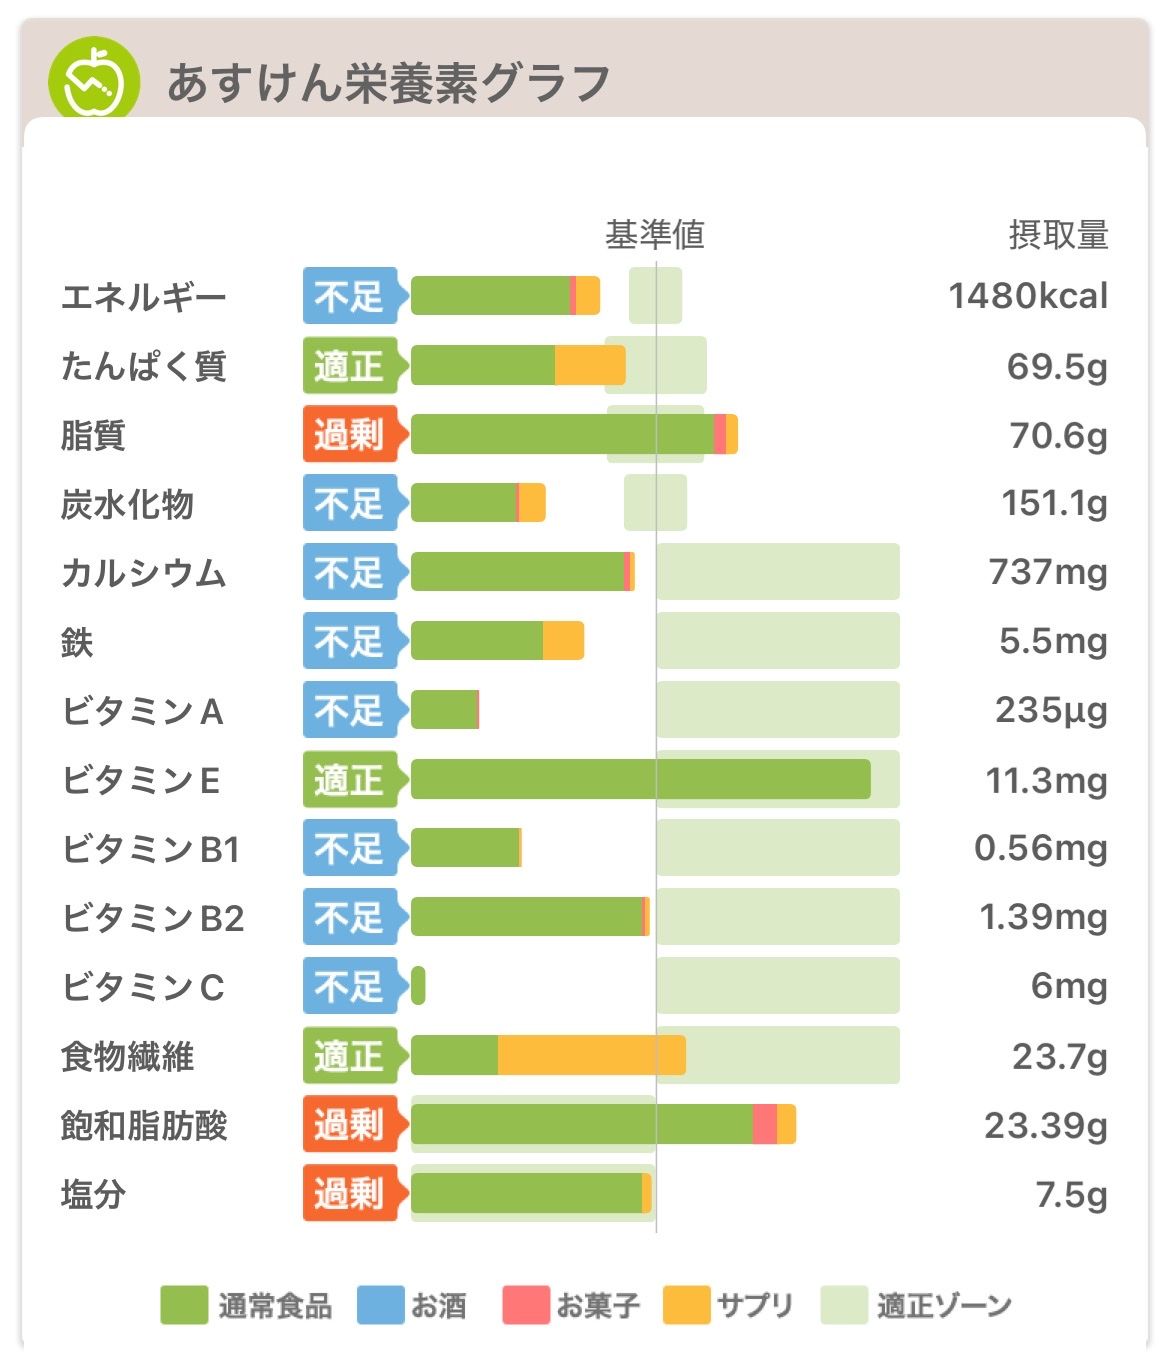 あすけん栄養素グラフ
基準値 摂取量
エネルギー 不足 1480kcal
たんぱく質 適正 69.5g
脂質 過剰 70.6g
炭水化物 不足 151.1g
カルシウム 不足 737mg
鉄 不足 5.5mg
ビタミンA 不足 235μg
ビタミンE 適正 11.3mg
ビタミンB1 不足 0.56mg
ビタミンB2 不足 1.39mg
ビタミンC 不足 6mg
食物繊維 適正 23.7g
飽和脂肪酸 過剰 23.39g
塩分 過剰 7.5g
通常食品 お酒 お菓子 サプリ 適正ゾーン